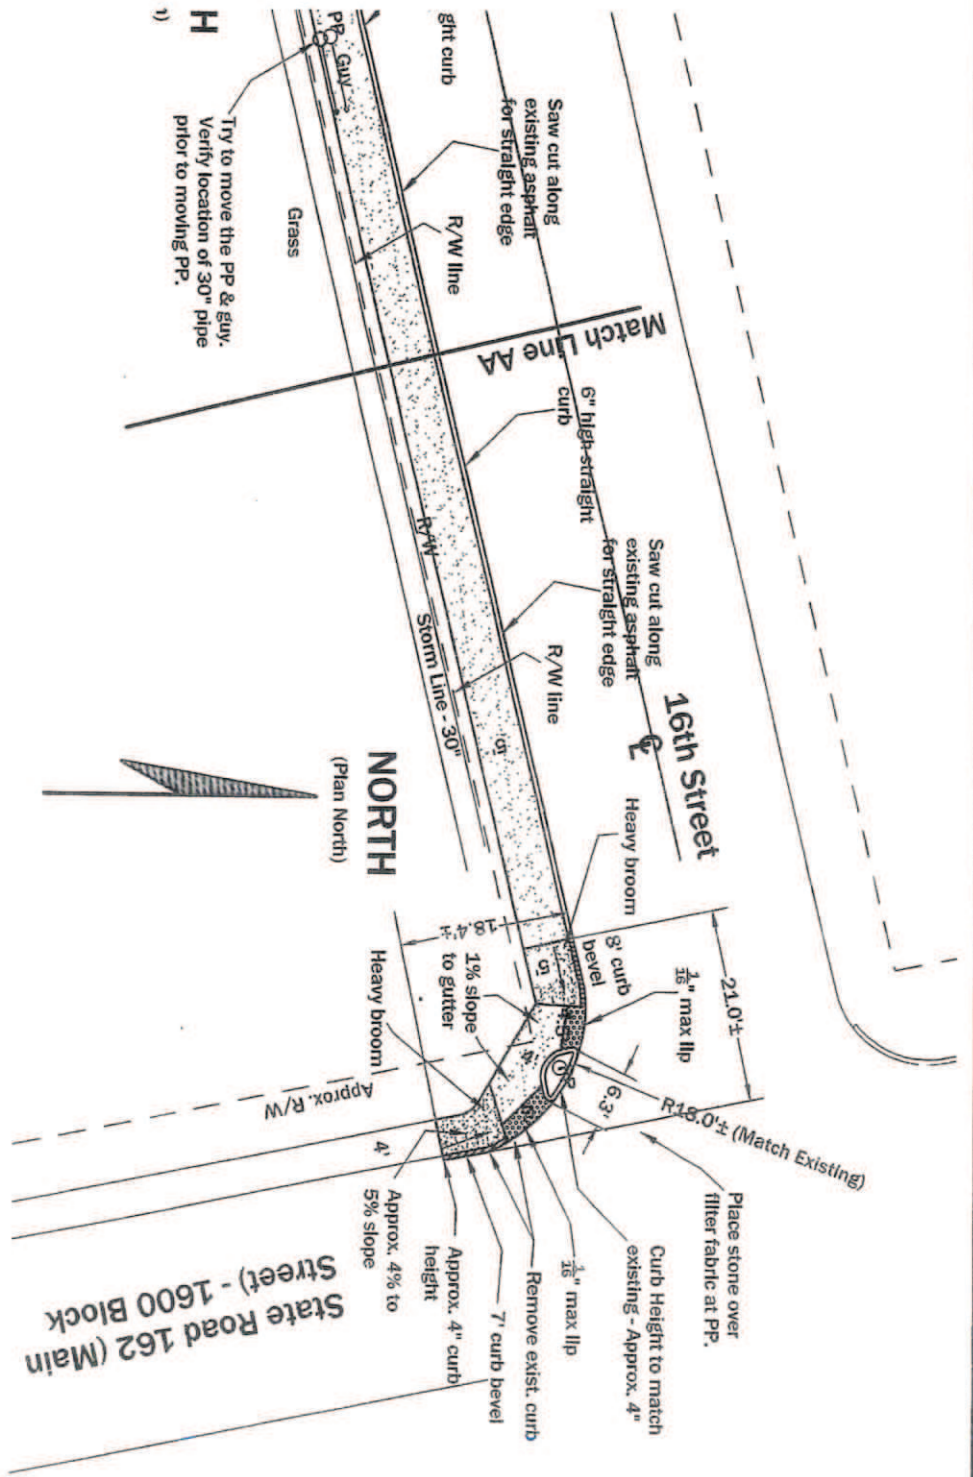 ght curb
Saw cut along
existing asphalt
for straight edge
PP
Guy
H
Try to move the PP & guy.
Verify location of 30" pipe
prior to moving PP.
Grass
R/W line
Match Line AA
6" high straight
curb
Saw cut along
existing asphalt
for straight edge
R/W
Storm Line - 30"
R/W line
5'
16th Street
℄
NORTH
(Plan North)
Heavy broom
18.4'±
8' curb
bevel
5'
1/16" max lip
21.0'±
1% slope
to gutter
Heavy broom
4'
5'
6.3'
R18.0'± (Match Existing)
Approx. R/W
4'
Place stone over
filter fabric at PP.
Curb Height to match
existing - Approx. 4"
1/16" max lip
Remove exist. curb
7' curb bevel
Approx. 4" curb
height
Approx. 4% to
5% slope
State Road 162 (Main
Street) - 1600 Block